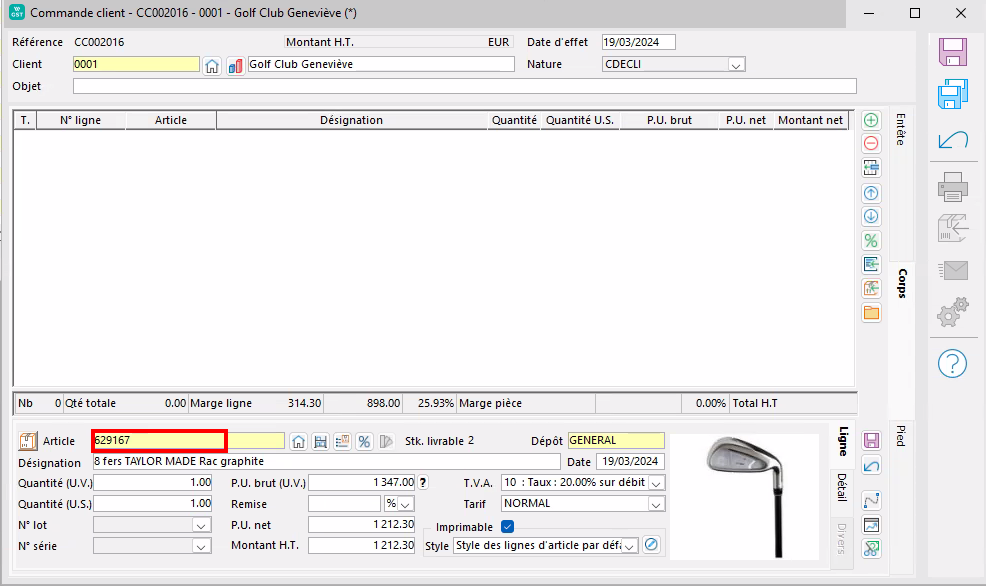 Commande client - CC002016 - 0001 - Golf Club Geneviève (*)
Référence CC002016 Montant H.T. EUR Date d'effet 19/03/2024
Client 0001 Golf Club Geneviève Nature CDECLI
Objet
T. N° ligne Article Désignation Quantité Quantité U.S. P.U. brut P.U. net Montant net
Entête
Corps
Pied
Nb 0 Qté totale 0.00 Marge ligne 314.30 898.00 25.93% Marge pièce 0.00% Total H.T
Article 629167 Stk. livrable 2 Dépôt GENERAL
Désignation 8 fers TAYLOR MADE Rac graphite Date 19/03/2024
Quantité (U.V.) 1.00 P.U. brut (U.V.) 1 347.00 ? T.V.A. 10 : Taux : 20.00% sur débit
Quantité (U.S.) 1.00 Remise % Tarif NORMAL
N° lot P.U. net 1 212.30 Imprimable
N° série Montant H.T. 1 212.30 Style Style des lignes d'article par défa
Ligne
Détail
Divers